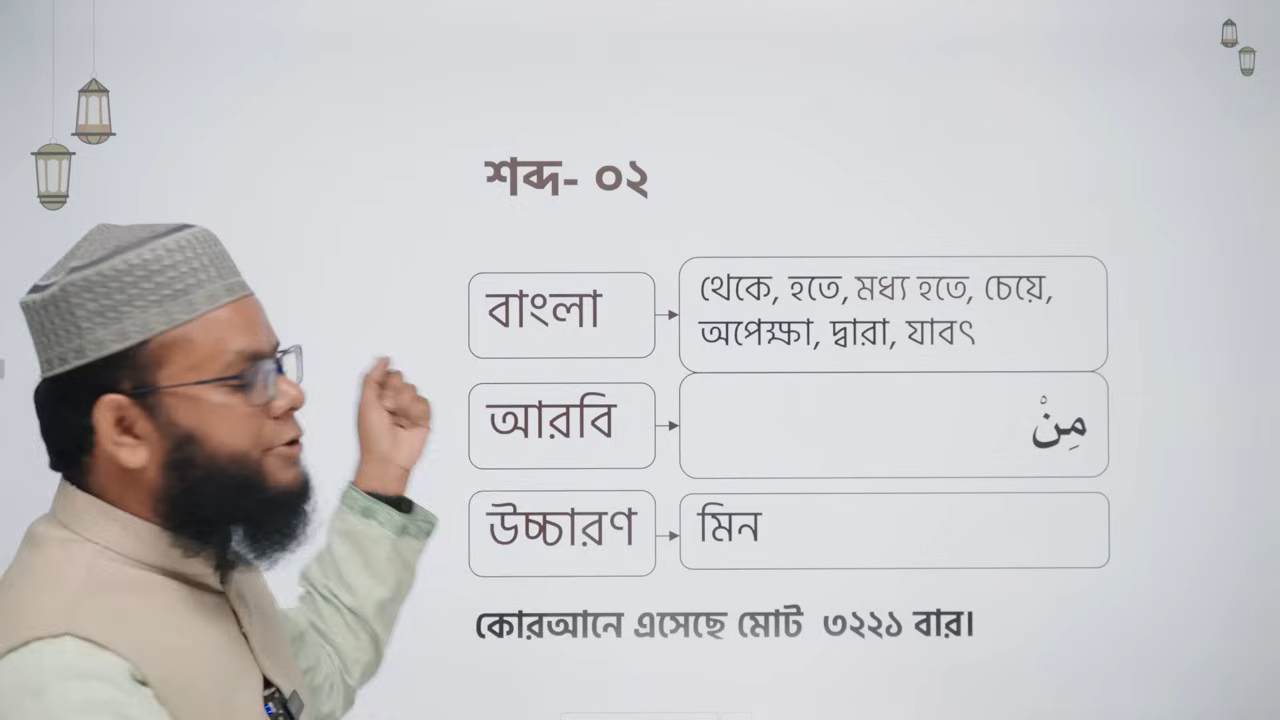 শব্দ- ০২
বাংলা
থেকে, হতে, মধ্য হতে, চেয়ে,
অপেক্ষা, দ্বারা, যাবৎ
আরবি
مِنْ
উচ্চারণ
মিন
কোরআনে এসেছে মোট ৩২২১ বার।